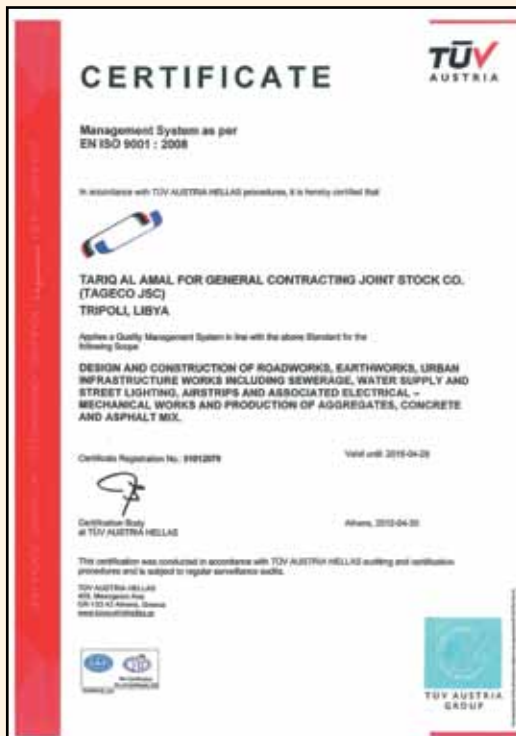 TÜV
AUSTRIA
CERTIFICATE
Management System as per
EN ISO 9001 : 2008
In accordance with TÜV AUSTRIA HELLAS procedures, it is hereby certified that
TARIQ AL AMAL FOR GENERAL CONTRACTING JOINT STOCK CO.
(TAGECO JSC)
TRIPOLI, LIBYA
Applies a Quality Management System in line with the above Standard for the
following Scope
DESIGN AND CONSTRUCTION OF ROADWORKS, EARTHWORKS, URBAN
INFRASTRUCTURE WORKS INCLUDING SEWERAGE, WATER SUPPLY AND
STREET LIGHTING, AIRSTRIPS AND ASSOCIATED ELECTRICAL –
MECHANICAL WORKS AND PRODUCTION OF AGGREGATES, CONCRETE
AND ASPHALT MIX.
Certificate Registration No.:
Valid until:
Certification Body
at TÜV AUSTRIA HELLAS
Athens,
This certification was conducted in accordance with TÜV AUSTRIA HELLAS auditing and certification
procedures and is subject to regular surveillance audits.
TÜV AUSTRIA HELLAS
Athens, Greece
TÜV AUSTRIA
GROUP